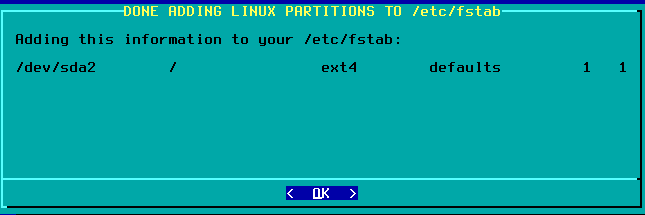 DONE ADDING LINUX PARTITIONS TO /etc/fstab
Adding this information to your /etc/fstab:
/dev/sda2 / ext4 defaults 1 1
< OK >